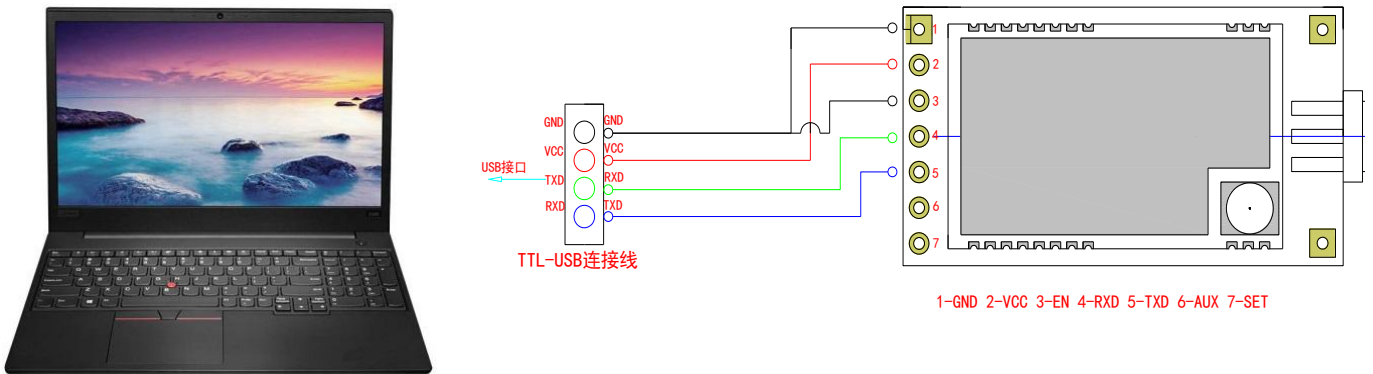 GND GND
VCC VCC
USB接口
TXD RXD
RXD TXD
TTL-USB连接线
1
2
3
4
5
6
7
1-GND 2-VCC 3-EN 4-RXD 5-TXD 6-AUX 7-SET